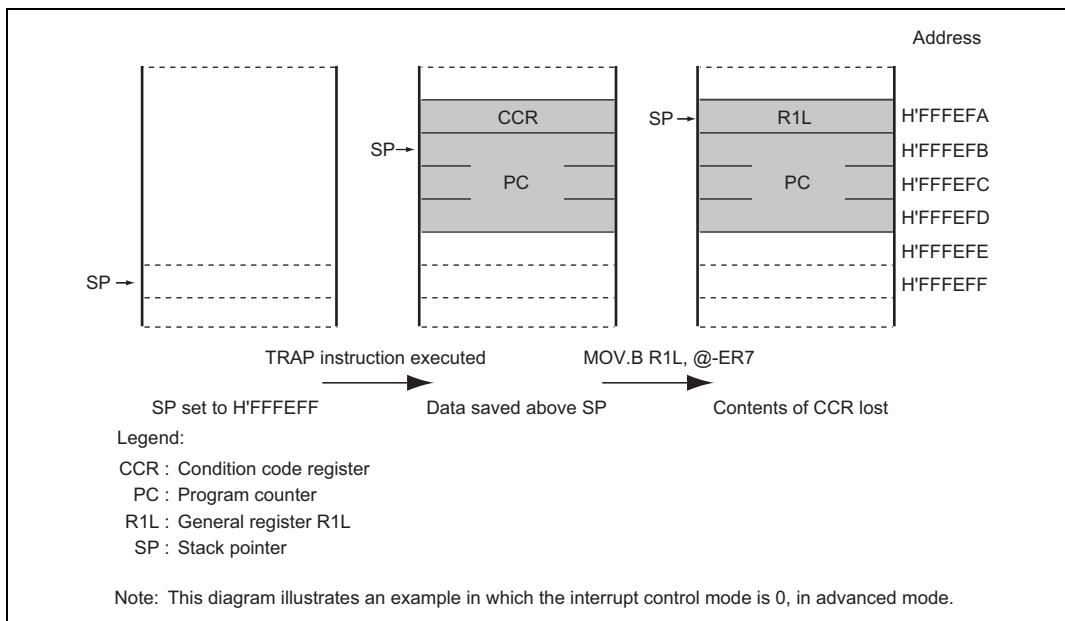 Address
CCR
SP
R1L
H'FFFEFA
SP
H'FFFEFB
PC
PC
H'FFFEFC
H'FFFEFD
H'FFFEFE
SP
H'FFFEFF
TRAP instruction executed
MOV.B R1L, @-ER7
SP set to H'FFFEFF
Data saved above SP
Contents of CCR lost
Legend:
CCR : Condition code register
PC : Program counter
R1L : General register R1L
SP : Stack pointer
Note: This diagram illustrates an example in which the interrupt control mode is 0, in advanced mode.